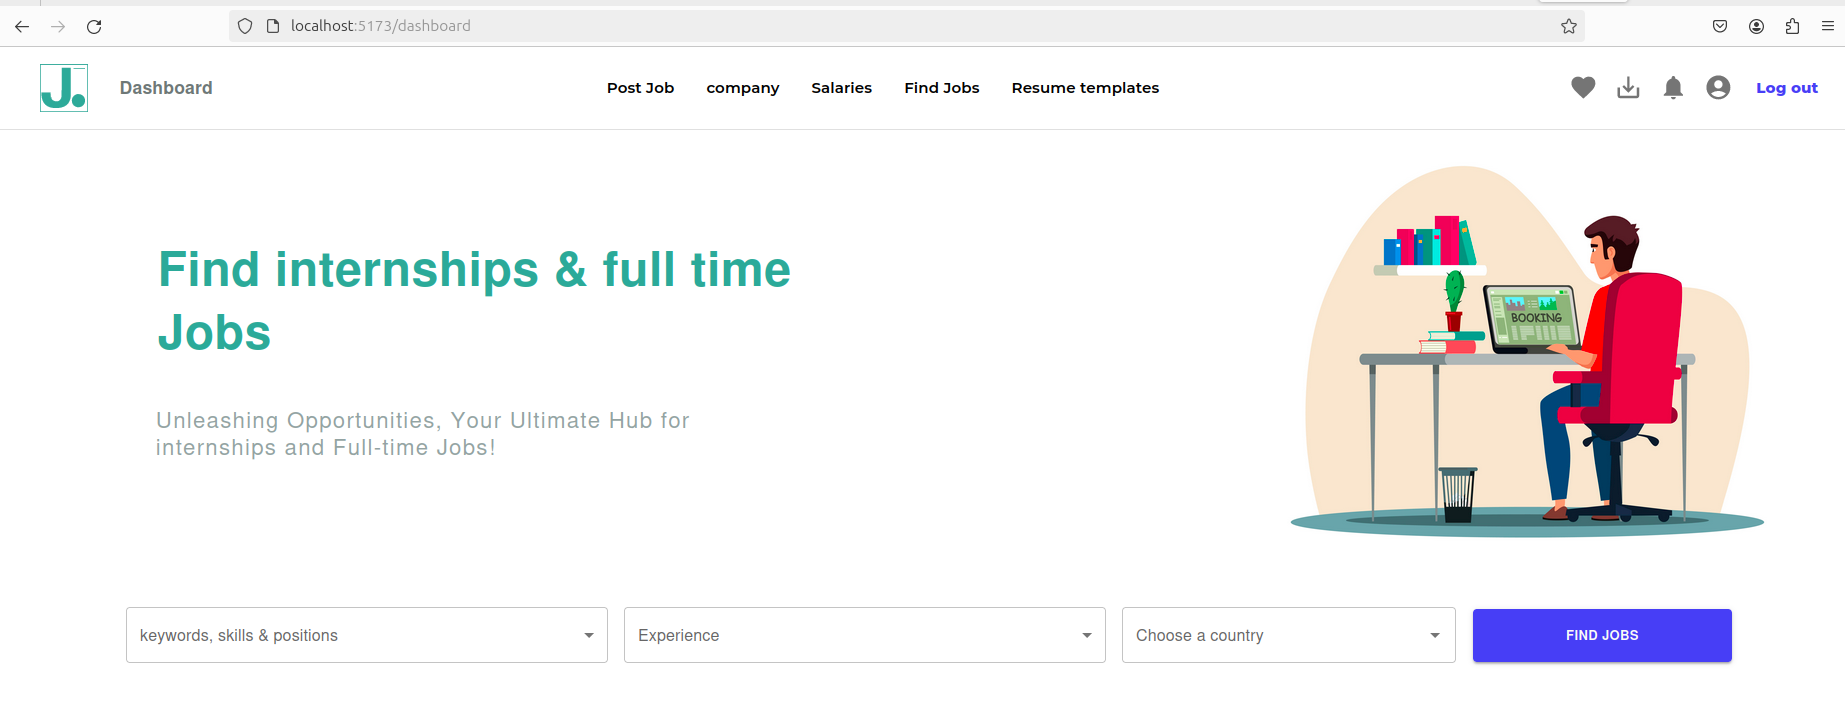 localhost:5173/dashboard
J.
Dashboard
Post Job
company
Salaries
Find Jobs
Resume templates
Log out
Find internships & full time
Jobs
Unleashing Opportunities, Your Ultimate Hub for
internships and Full-time Jobs!
BOOKING
keywords, skills & positions
Experience
Choose a country
FIND JOBS